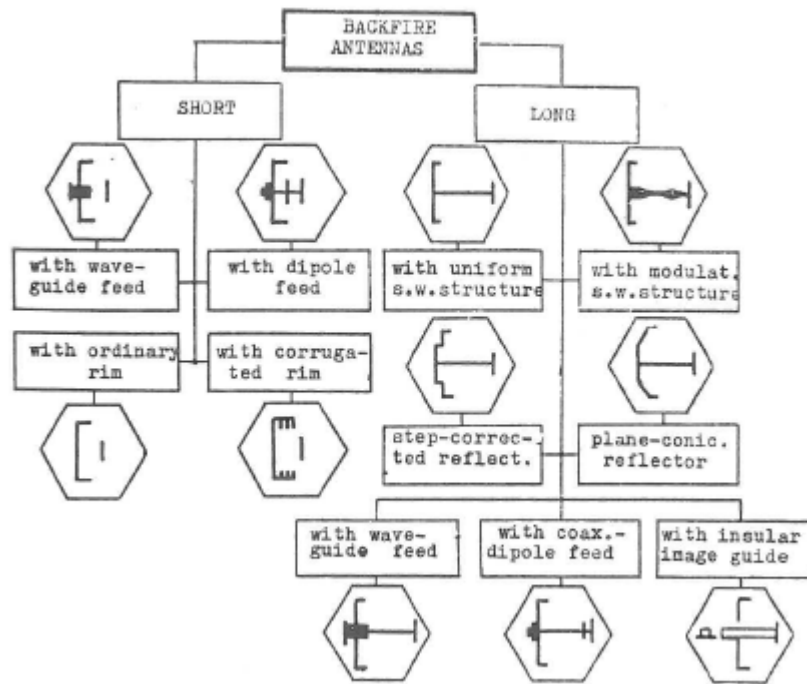 BACKFIRE
ANTENNAS
SHORT
LONG
with wave-
guide feed
with dipole
feed
with uniform
s.w.structure
with modulat.
s.w.structure
with ordinary
rim
with corruga-
ted rim
step-correc-
ted reflect.
plane-conic.
reflector
with wave-
guide feed
with coax.-
dipole feed
with insular
image guide